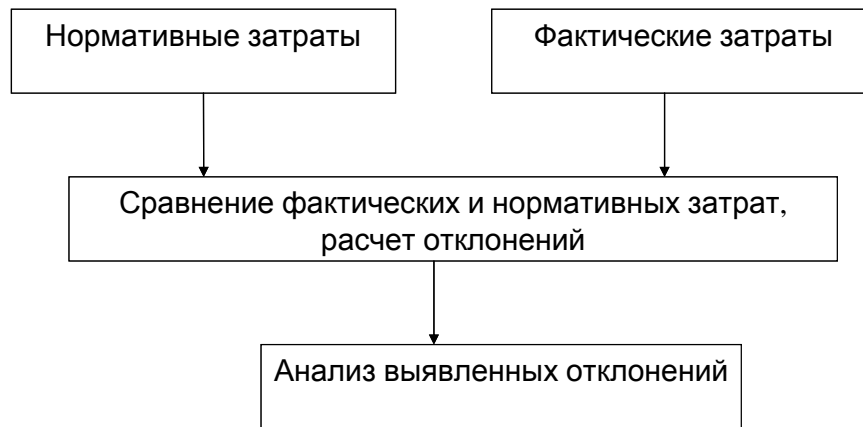 Нормативные затраты
Фактические затраты
Сравнение фактических и нормативных затрат,
расчет отклонений
Анализ выявленных отклонений